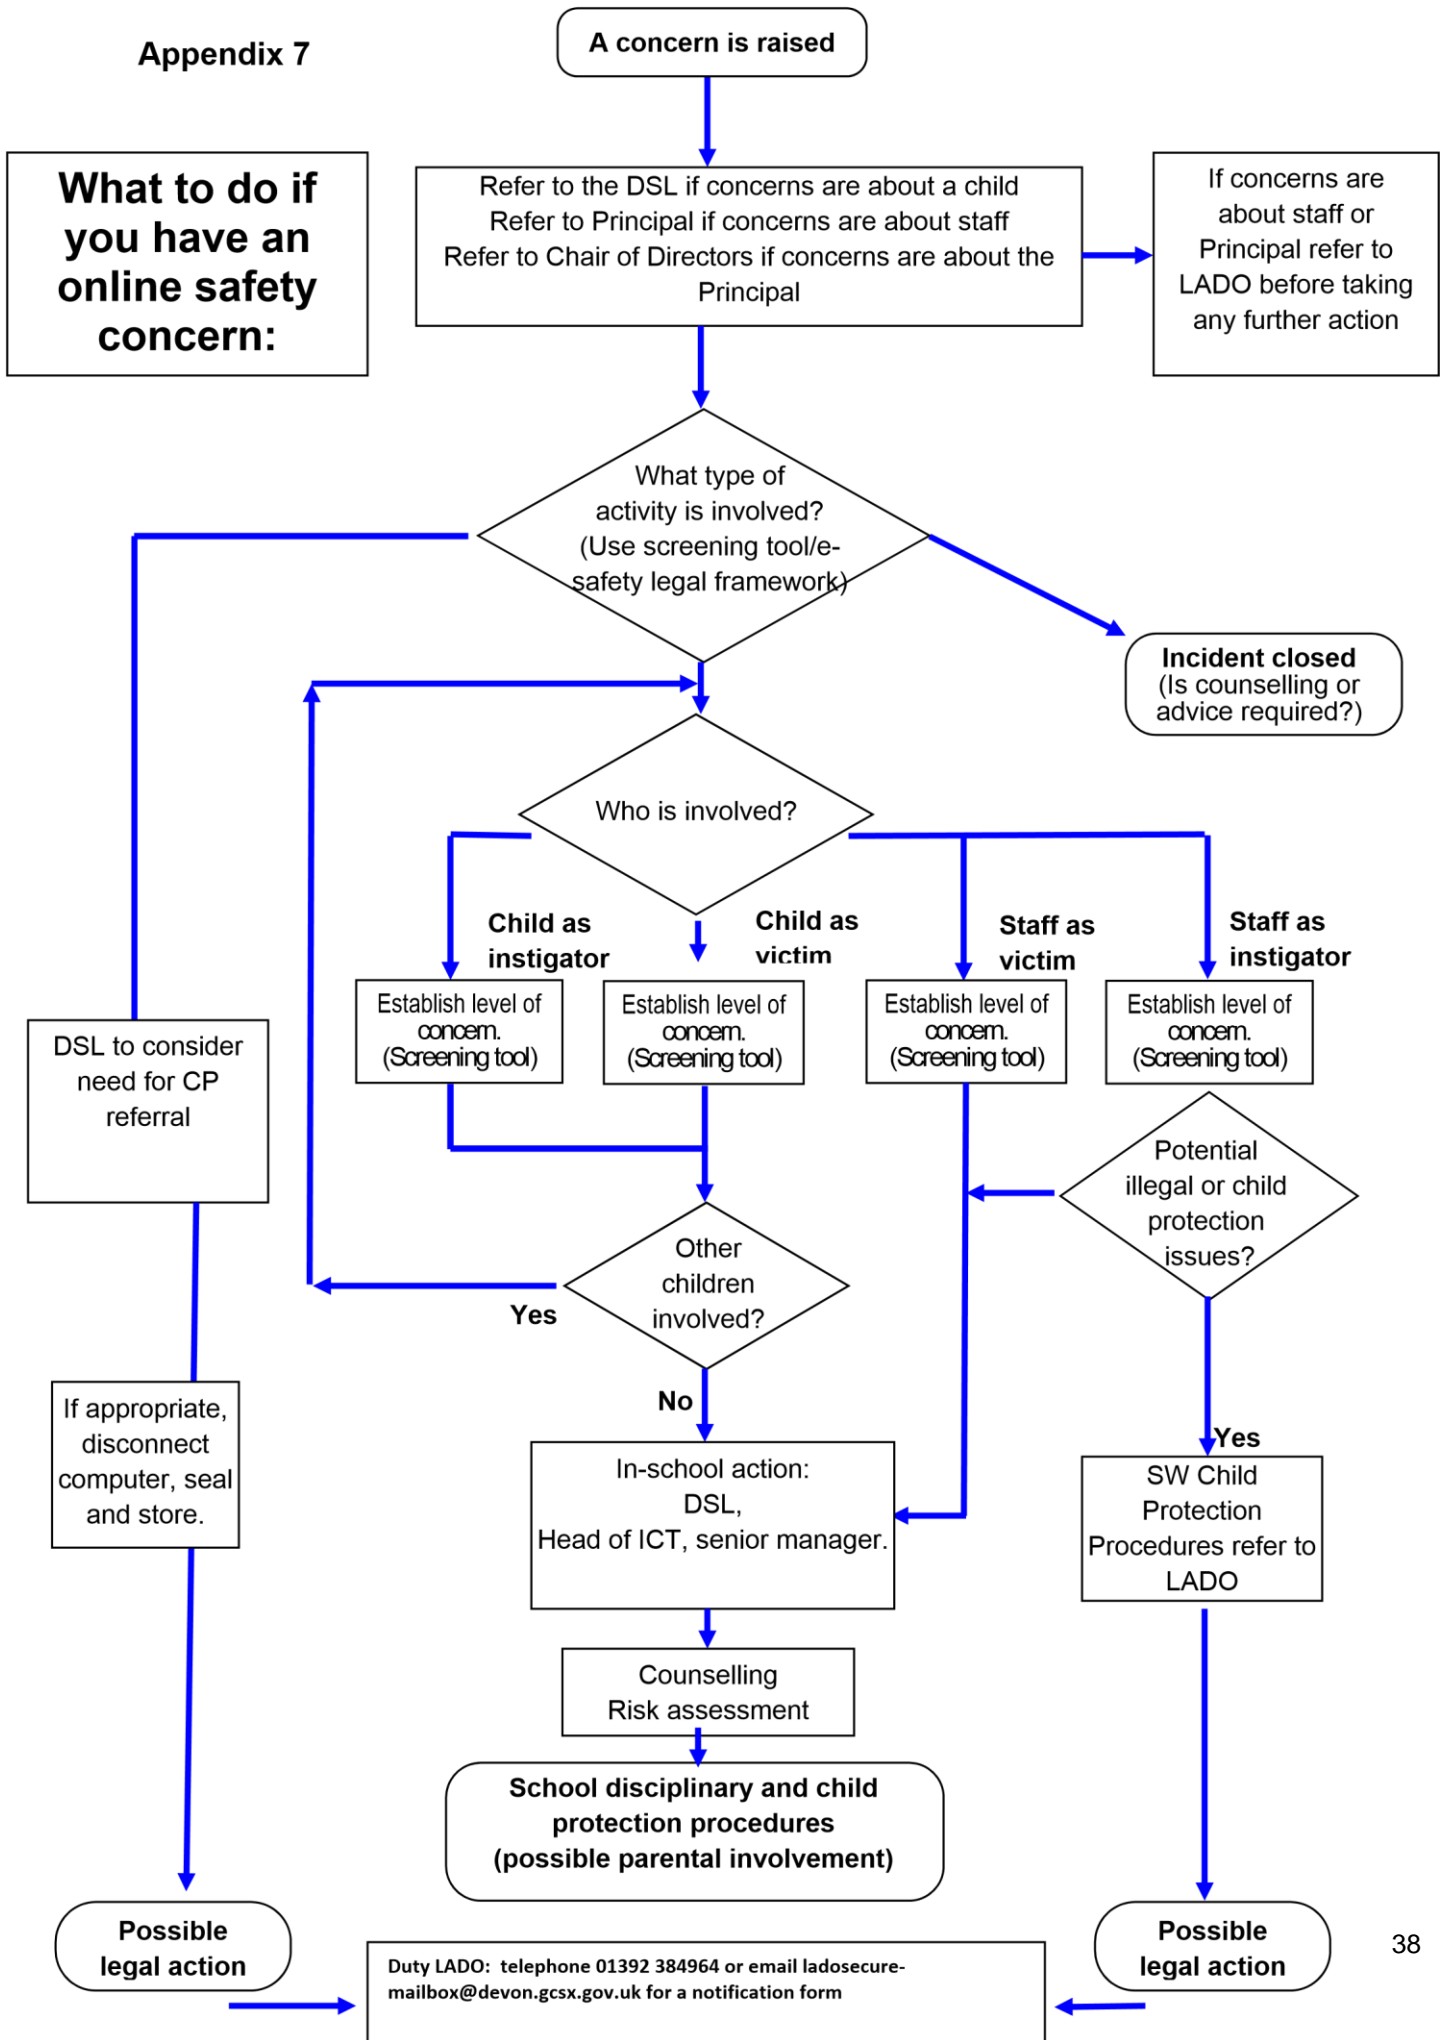 Appendix 7
A concern is raised
What to do if
you have an
online safety
concern:
Refer to the DSL if concerns are about a child
Refer to Principal if concerns are about staff
Refer to Chair of Directors if concerns are about the
Principal
If concerns are
about staff or
Principal refer to
LADO before taking
any further action
What type of
activity is involved?
(Use screening tool/e-
safety legal framework)
Incident closed
(Is counselling or
advice required?)
Who is involved?
Child as
instigator
Child as
victim
Staff as
victim
Staff as
instigator
Establish level of
concern.
(Screening tool)
Establish level of
concern.
(Screening tool)
Establish level of
concern.
(Screening tool)
Establish level of
concern.
(Screening tool)
DSL to consider
need for CP
referral
Potential
illegal or child
protection
issues?
Other
children
involved?
Yes
No
If appropriate,
disconnect
computer, seal
and store.
In-school action:
DSL,
Head of ICT, senior manager.
Yes
SW Child
Protection
Procedures refer to
LADO
Counselling
Risk assessment
School disciplinary and child
protection procedures
(possible parental involvement)
Possible
legal action
Possible
legal action
38
Duty LADO: telephone 01392 384964 or email ladosecure-
mailbox@devon.gcsx.gov.uk for a notification form